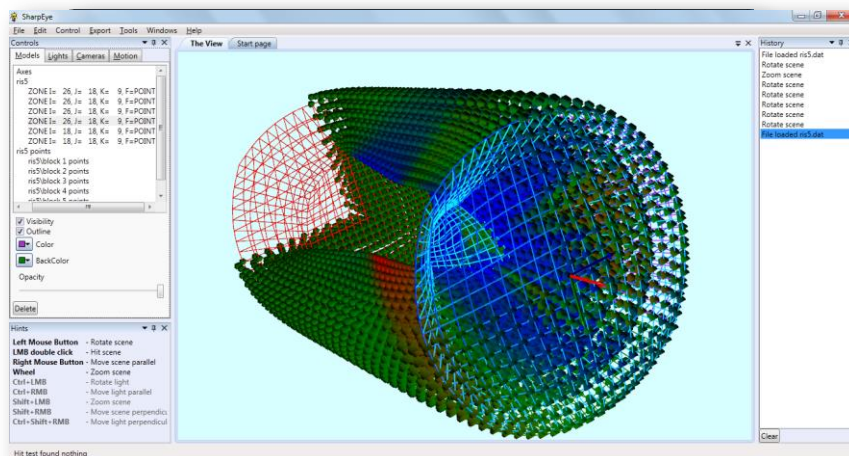 SharpEye
File Edit Control Export Tools Windows Help
Controls
Models Lights Cameras Motion
Axes
ris5
ZONE I= 26, J= 18, K= 9, F=POINT
ZONE I= 26, J= 18, K= 9, F=POINT
ZONE I= 26, J= 18, K= 9, F=POINT
ZONE I= 26, J= 18, K= 9, F=POINT
ZONE I= 18, J= 18, K= 9, F=POINT
ZONE I= 18, J= 18, K= 9, F=POINT
ris5 points
ris5\block 1 points
ris5\block 2 points
ris5\block 3 points
ris5\block 4 points
ris5\block 5 points
Visibility
Outline
Color
BackColor
Opacity
Delete
Hints
Left Mouse Button - Rotate scene
LMB double click - Hit scene
Right Mouse Button - Move scene parallel
Wheel - Zoom scene
Ctrl+LMB - Rotate light
Ctrl+RMB - Move light parallel
Shift+LMB - Zoom scene
Shift+RMB - Move scene perpendicu
Ctrl+Shift+RMB - Move light perpendicul
The View Start page
History
File loaded ris5.dat
Rotate scene
Zoom scene
Rotate scene
Rotate scene
Rotate scene
Rotate scene
File loaded ris5.dat
Clear
Hit test found nothing